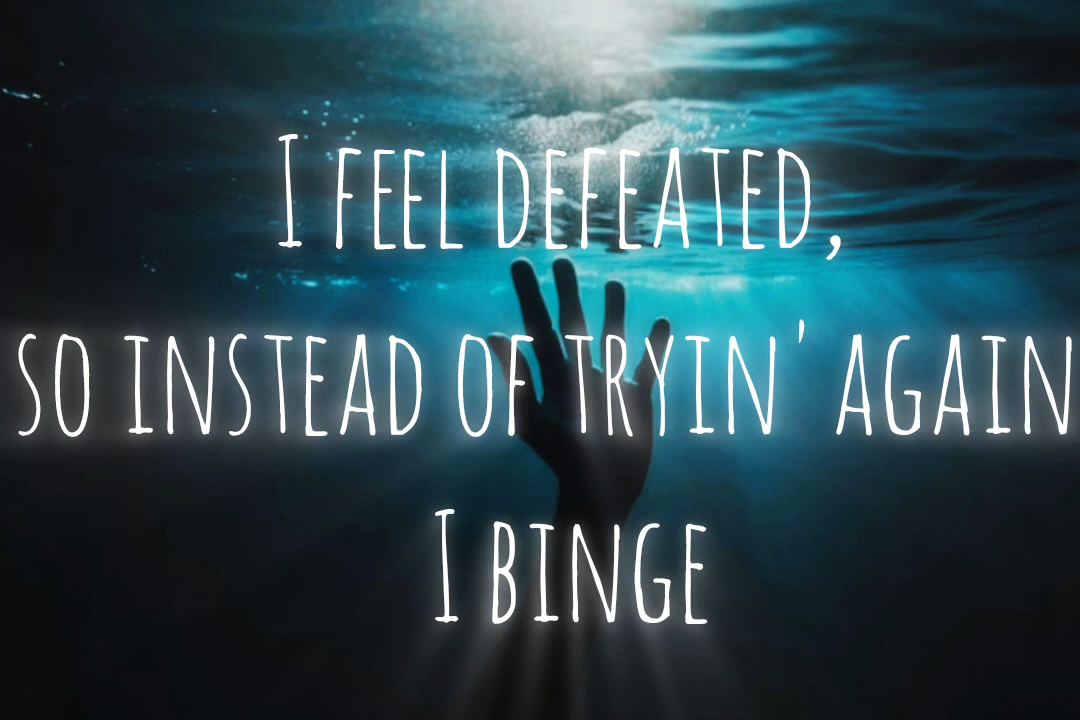 I FEEL DEFEATED,
SO INSTEAD OF TRYIN' AGAIN
I BINGE